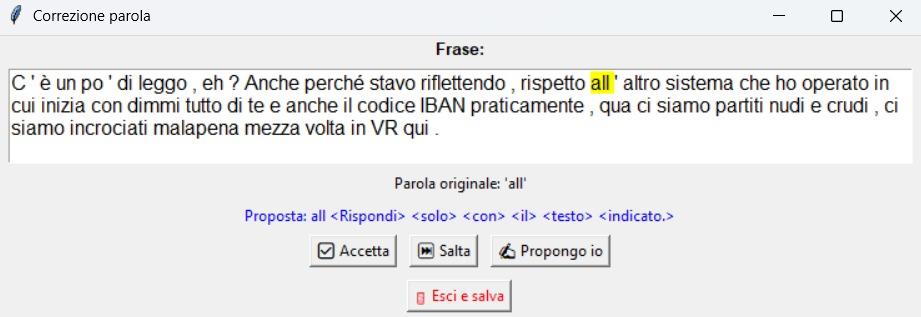 Correzione parola
Frase:
C ' è un po ' di leggo , eh ? Anche perché stavo riflettendo , rispetto all ' altro sistema che ho operato in
cui inizia con dimmi tutto di te e anche il codice IBAN praticamente , qua ci siamo partiti nudi e crudi , ci
siamo incrociati malapena mezza volta in VR qui .
Parola originale: 'all'
Proposta: all <Rispondi> <solo> <con> <il> <testo> <indicato.>
Accetta Salta Propongo io
Esci e salva